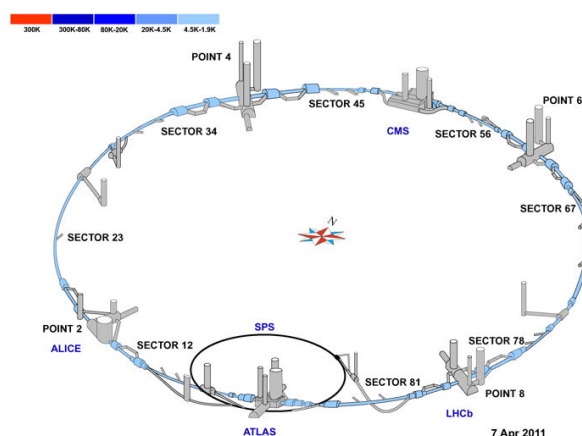 300K 300K-80K 80K-20K 20K-4.5K 4.5K-1.9K
POINT 4
SECTOR 45
SECTOR 34
CMS
POINT 6
SECTOR 56
SECTOR 67
N
SECTOR 23
POINT 2
ALICE
SECTOR 12
SPS
SECTOR 78
SECTOR 81
POINT 8
LHCb
ATLAS
7 Apr 2011